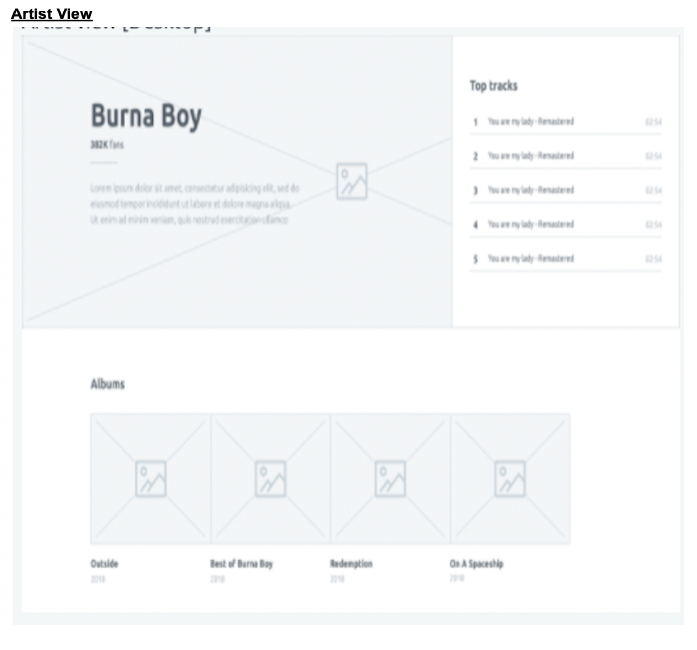 Artist View
Artist View [Desktop]
Burna Boy
382K fans
Lorem ipsum dolor sit amet, consectetur adipisicing elit, sed do
eiusmod tempor incididunt ut labore et dolore magna aliqua.
Ut enim ad minim veniam, quis nostrud exercitation ullamco
Top tracks
1 You are my lady - Remastered 02:54
2 You are my lady - Remastered 02:54
3 You are my lady - Remastered 02:54
4 You are my lady - Remastered 02:54
5 You are my lady - Remastered 02:54
Albums
Outside
2018
Best of Burna Boy
2018
Redemption
2018
On A Spaceship
2018